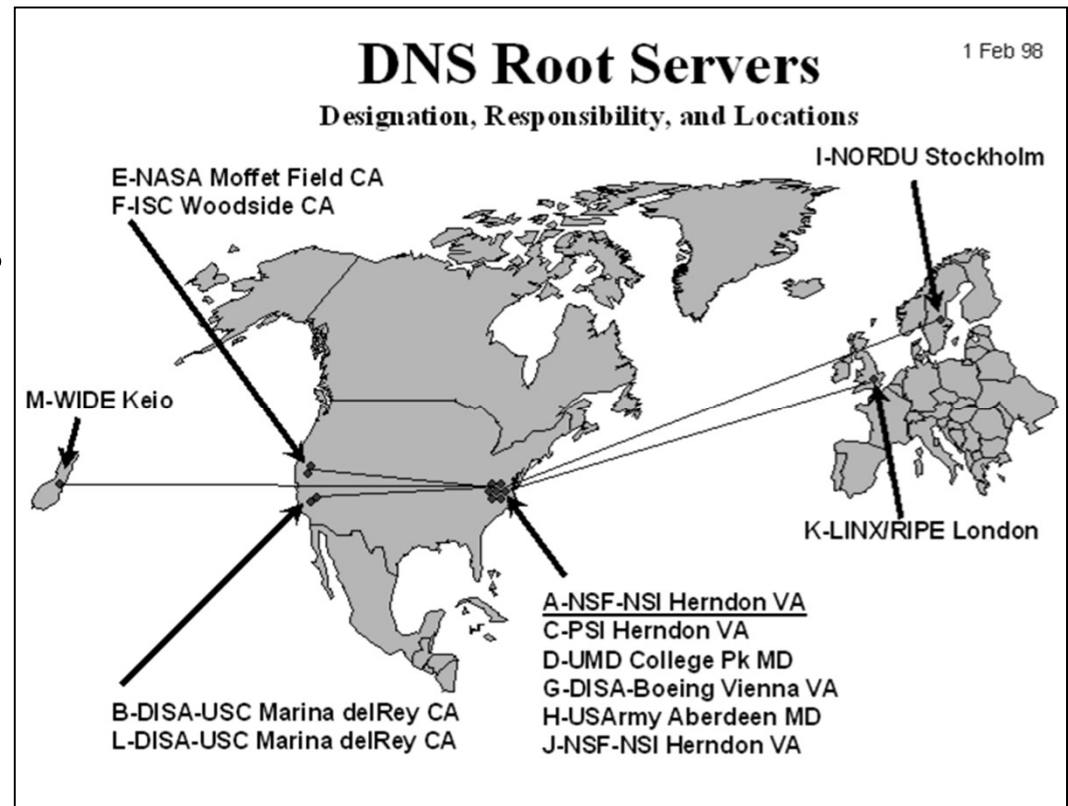 DNS Root Servers
1 Feb 98
Designation, Responsibility, and Locations
I-NORDU Stockholm
E-NASA Moffet Field CA
F-ISC Woodside CA
M-WIDE Keio
K-LINX/RIPE London
A-NSF-NSI Herndon VA
C-PSI Herndon VA
D-UMD College Pk MD
G-DISA-Boeing Vienna VA
H-USArmy Aberdeen MD
J-NSF-NSI Herndon VA
B-DISA-USC Marina delRey CA
L-DISA-USC Marina delRey CA